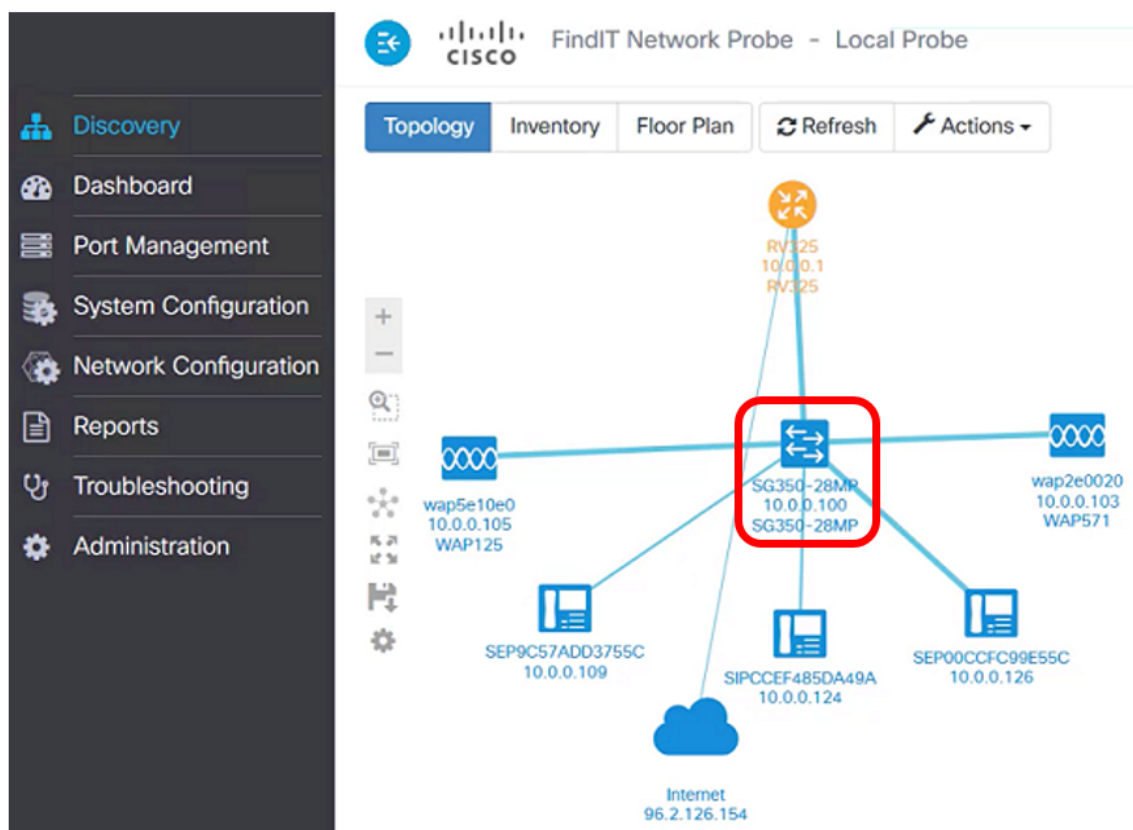 CISCO FindIT Network Probe - Local Probe
Discovery
Dashboard
Port Management
System Configuration
Network Configuration
Reports
Troubleshooting
Administration
Topology Inventory Floor Plan Refresh Actions
RV325
10.0.0.1
RV325
SG350-28MP
10.0.0.100
SG350-28MP
wap5e10e0
10.0.0.105
WAP125
wap2e0020
10.0.0.103
WAP571
SEP9C57ADD3755C
10.0.0.109
SIPCCEF485DA49A
10.0.0.124
SEP00CCFC99E55C
10.0.0.126
Internet
96.2.126.154